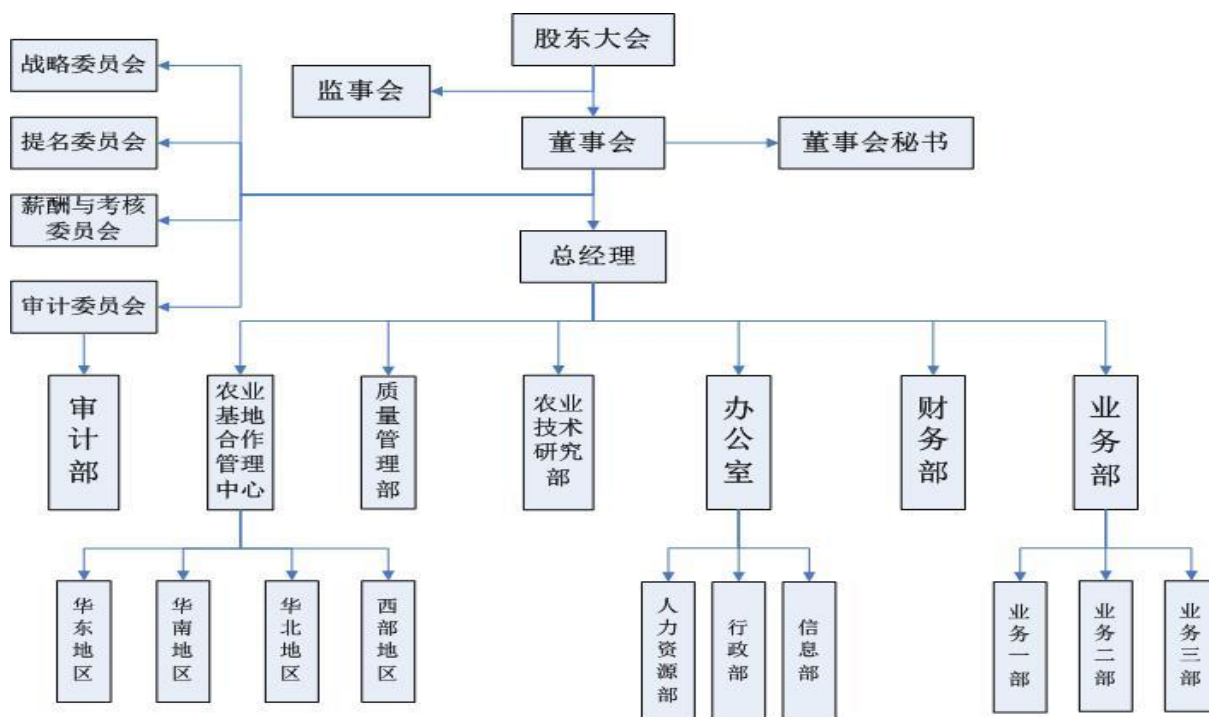 股东大会
战略委员会
监事会
提名委员会
董事会
董事会秘书
薪酬与考核
委员会
总经理
审计委员会
审计部
农业
基地
合作
管理
中心
质量管理部
农业
技术
研究
部
办公室
财务部
业务部
华东地区
华南地区
华北地区
西部地区
人力资源部
行政部
信息部
业务一部
业务二部
业务三部